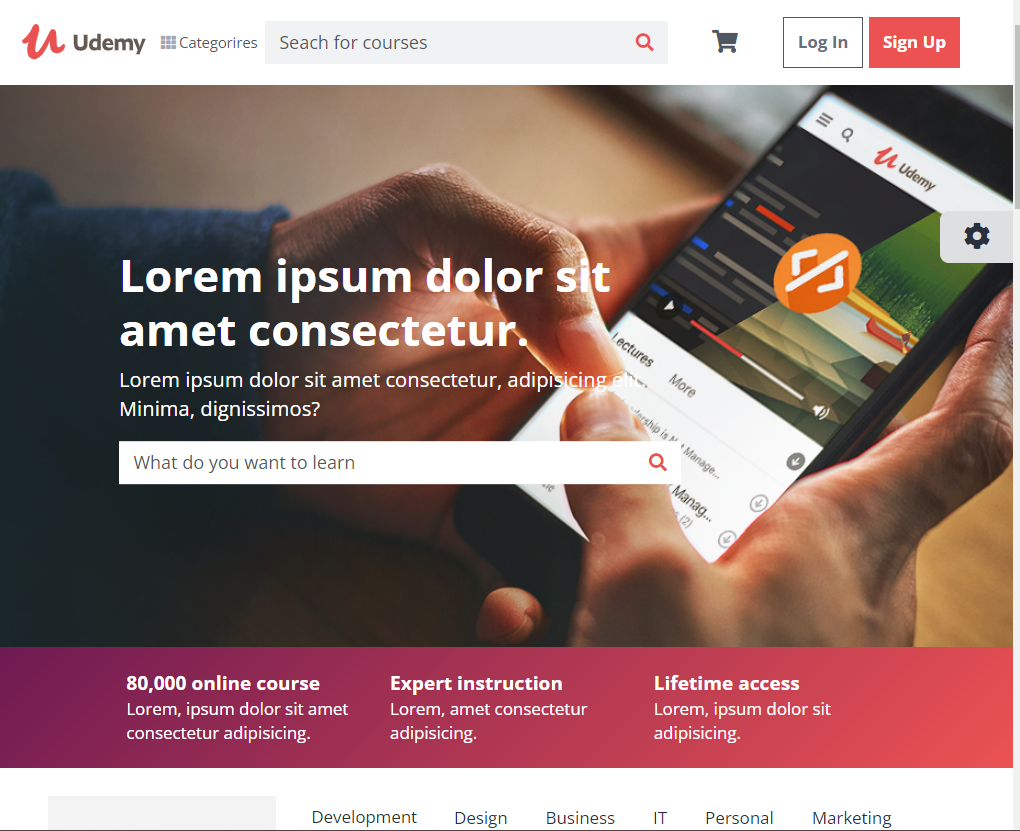 Udemy
Categorires
Seach for courses
Log In
Sign Up
Udemy
Lorem ipsum dolor sit
amet consectetur.
Lorem ipsum dolor sit amet consectetur, adipisicing elit.
Minima, dignissimos?
Lectures
More
What do you want to learn
80,000 online course
Lorem, ipsum dolor sit amet
consectetur adipisicing.
Expert instruction
Lorem, amet consectetur
adipisicing.
Lifetime access
Lorem, ipsum dolor sit
adipisicing.
Development
Design
Business
IT
Personal
Marketing